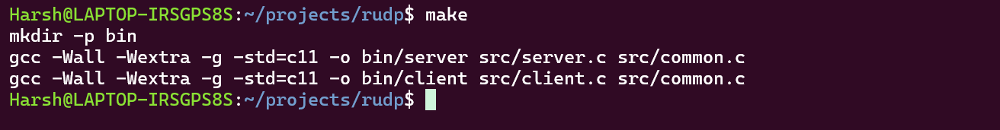 Harsh@LAPTOP-IRSGPS8S:~/projects/rudp$ make
mkdir -p bin
gcc -Wall -Wextra -g -std=c11 -o bin/server src/server.c src/common.c
gcc -Wall -Wextra -g -std=c11 -o bin/client src/client.c src/common.c
Harsh@LAPTOP-IRSGPS8S:~/projects/rudp$